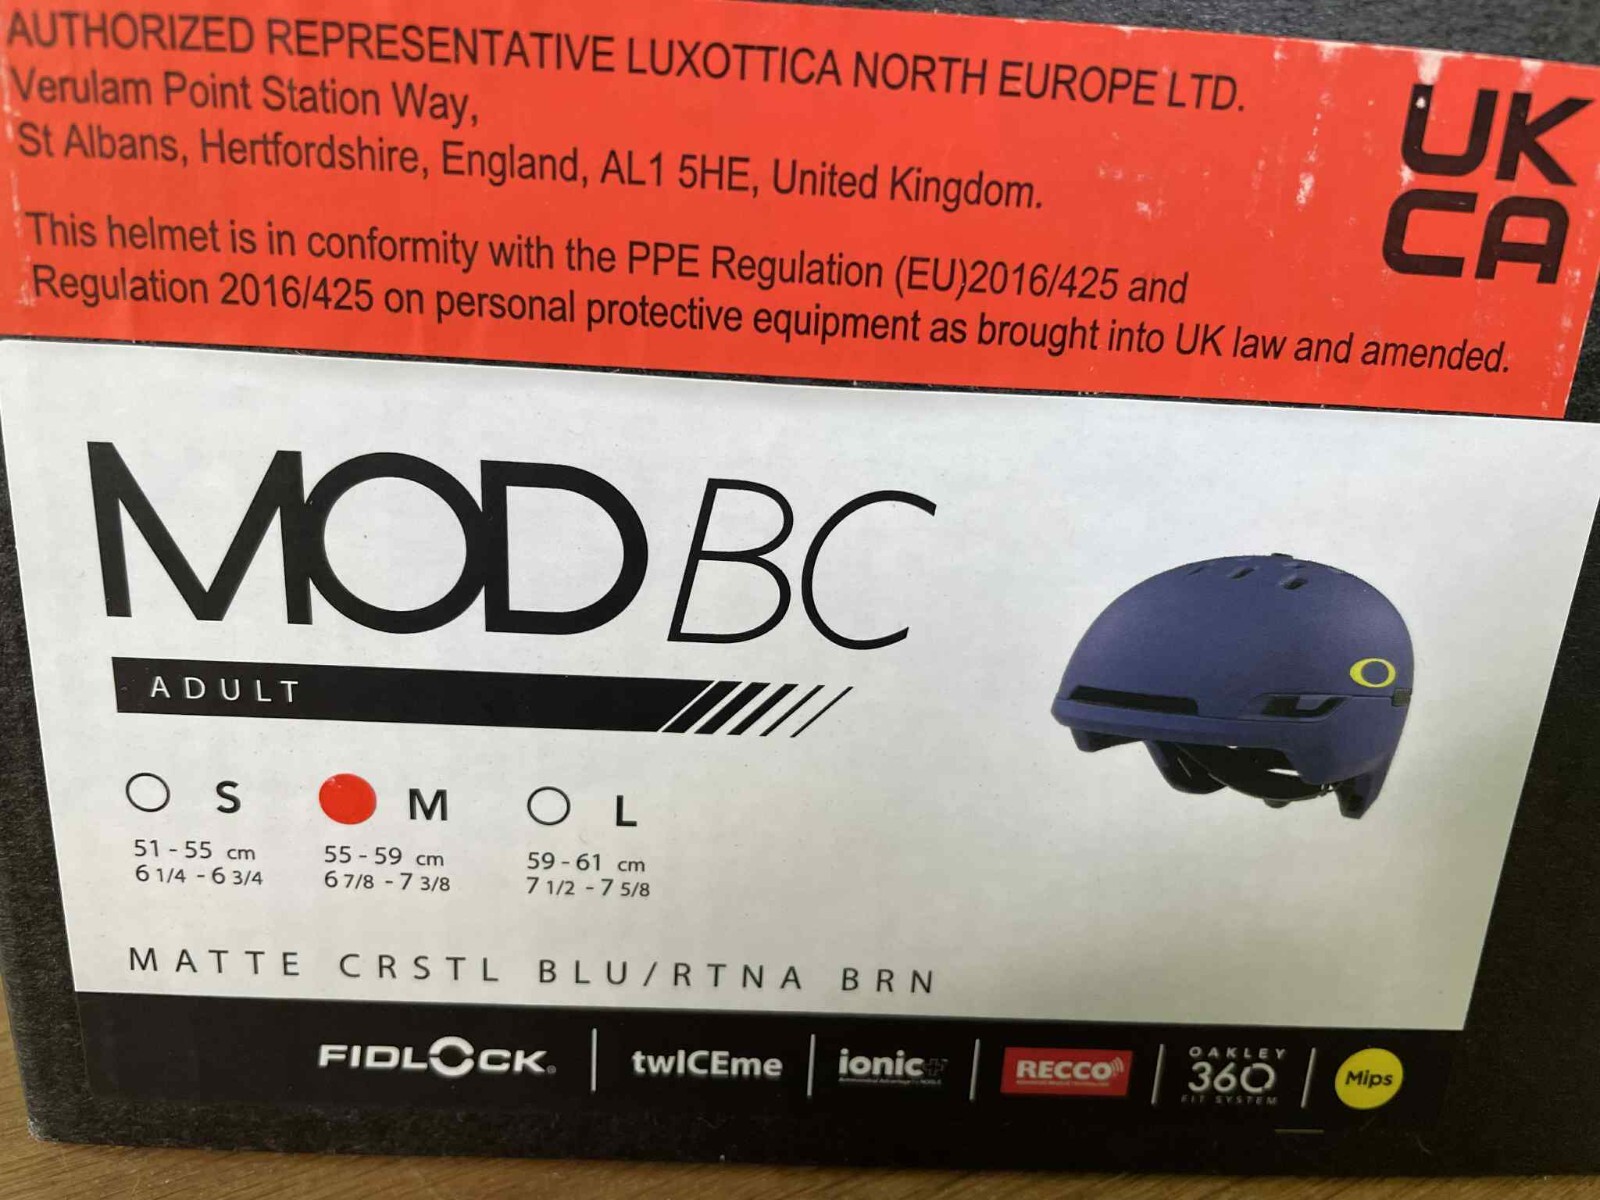 AUTHORIZED REPRESENTATIVE LUXOTTICA NORTH EUROPE LTD.
Verulam Point Station Way,
St Albans, Hertfordshire, England, AL1 5HE, United Kingdom.
UK
CA
This helmet is in conformity with the PPE Regulation (EU)2016/425 and
Regulation 2016/425 on personal protective equipment as brought into UK law and amended.
MOD BC
ADULT
S M L
51 - 55 cm 55 - 59 cm 59 - 61 cm
6 1/4 - 6 3/4 6 7/8 - 7 3/8 7 1/2 - 7 5/8
MATTE CRSTL BLU/RTNA BRN
FIDLOCK. twICEme ionic+ RECCO OAKLEY 360 FIT SYSTEM Mips